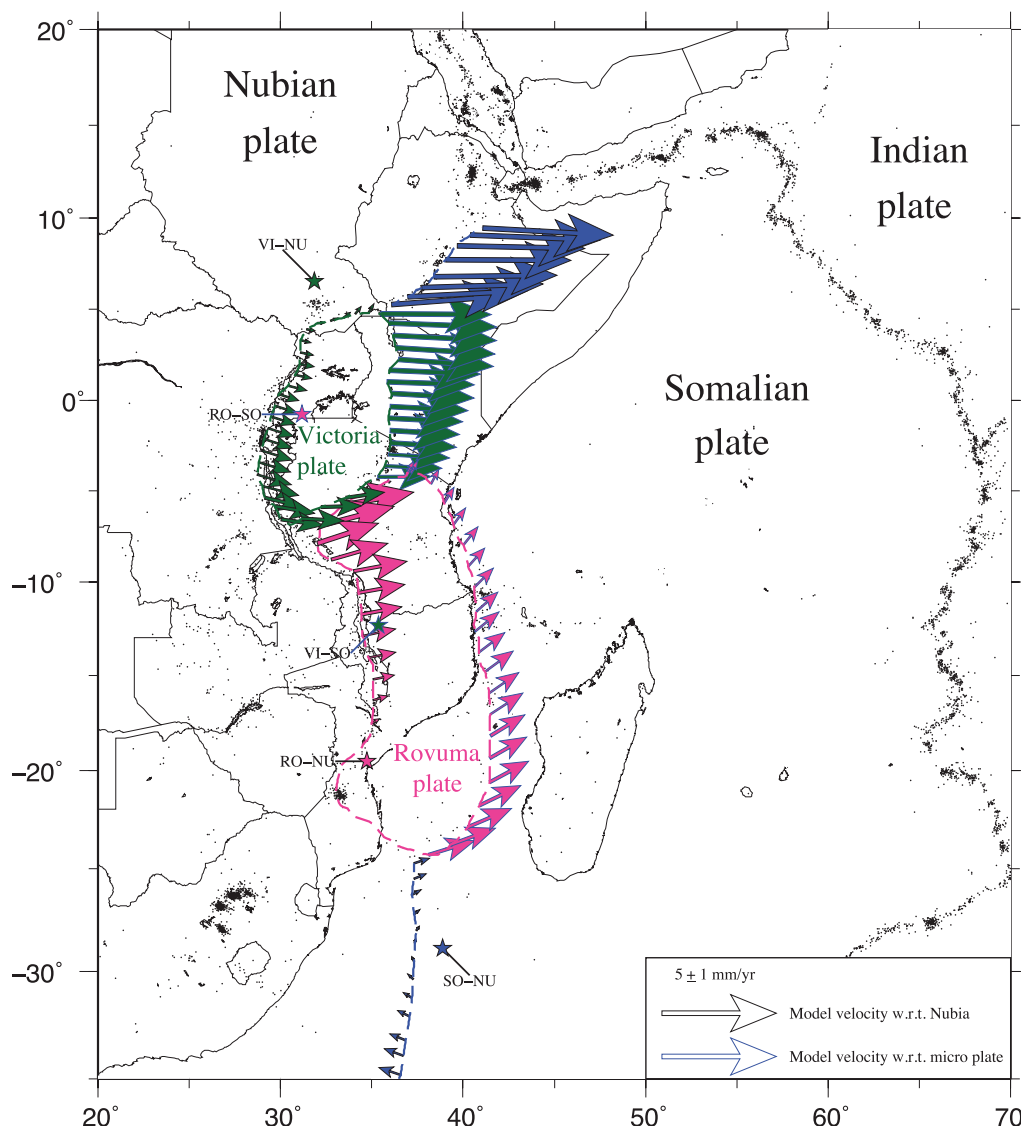 20°
Nubian
plate
Indian
plate
10°
VI–NU
Somalian
plate
0°
RO–SO
Victoria
plate
−10°
VI–SO
RO–NU
Rovuma
plate
−20°
−30°
SO–NU
5 ± 1 mm/yr
Model velocity w.r.t. Nubia
Model velocity w.r.t. micro plate
20° 30° 40° 50° 60° 70°